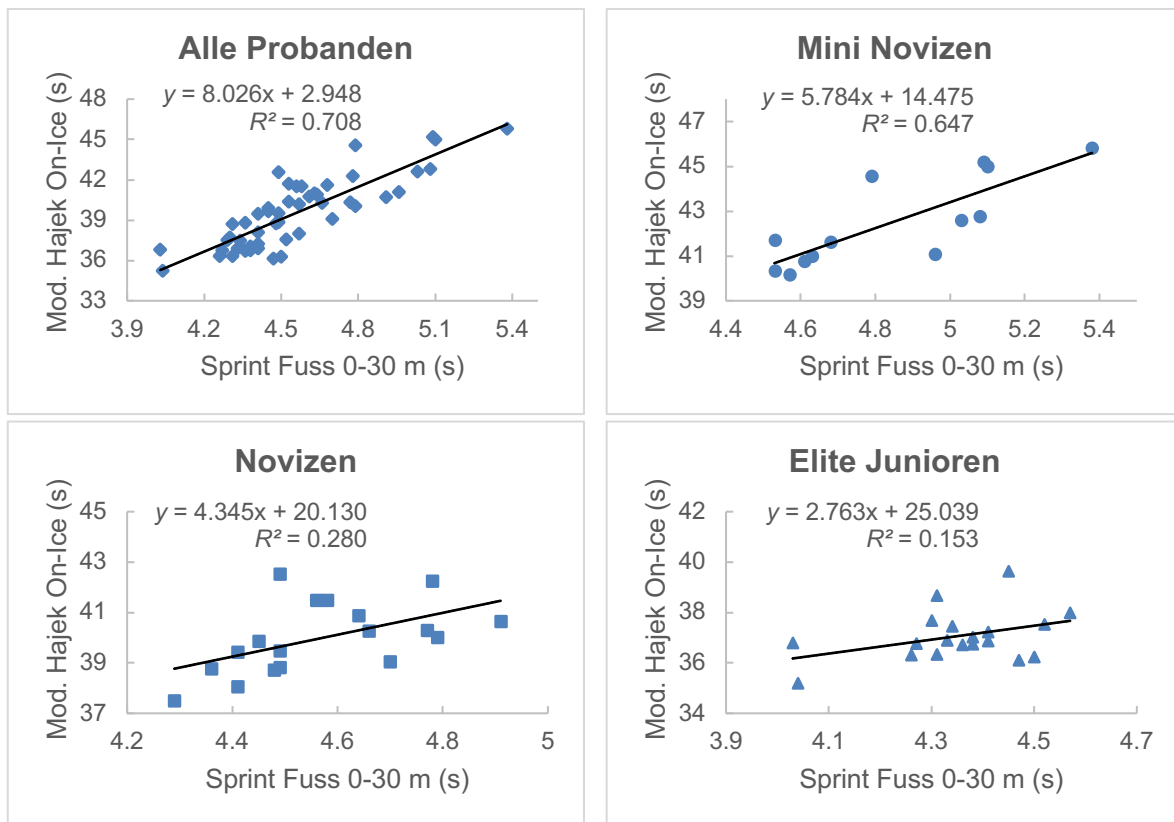 Alle Probanden
y = 8.026x + 2.948
R² = 0.708
Mod. Hajek On-Ice (s)
48
45
42
39
36
33
3.9 4.2 4.5 4.8 5.1 5.4
Sprint Fuss 0-30 m (s)
Mini Novizen
y = 5.784x + 14.475
R² = 0.647
Mod. Hajek On-Ice (s)
47
45
43
41
39
4.4 4.6 4.8 5 5.2 5.4
Sprint Fuss 0-30 m (s)
Novizen
y = 4.345x + 20.130
R² = 0.280
Mod. Hajek On-Ice (s)
45
43
41
39
37
4.2 4.4 4.6 4.8 5
Sprint Fuss 0-30 m (s)
Elite Junioren
y = 2.763x + 25.039
R² = 0.153
Mod. Hajek On-Ice (s)
42
40
38
36
34
3.9 4.1 4.3 4.5 4.7
Sprint Fuss 0-30 m (s)